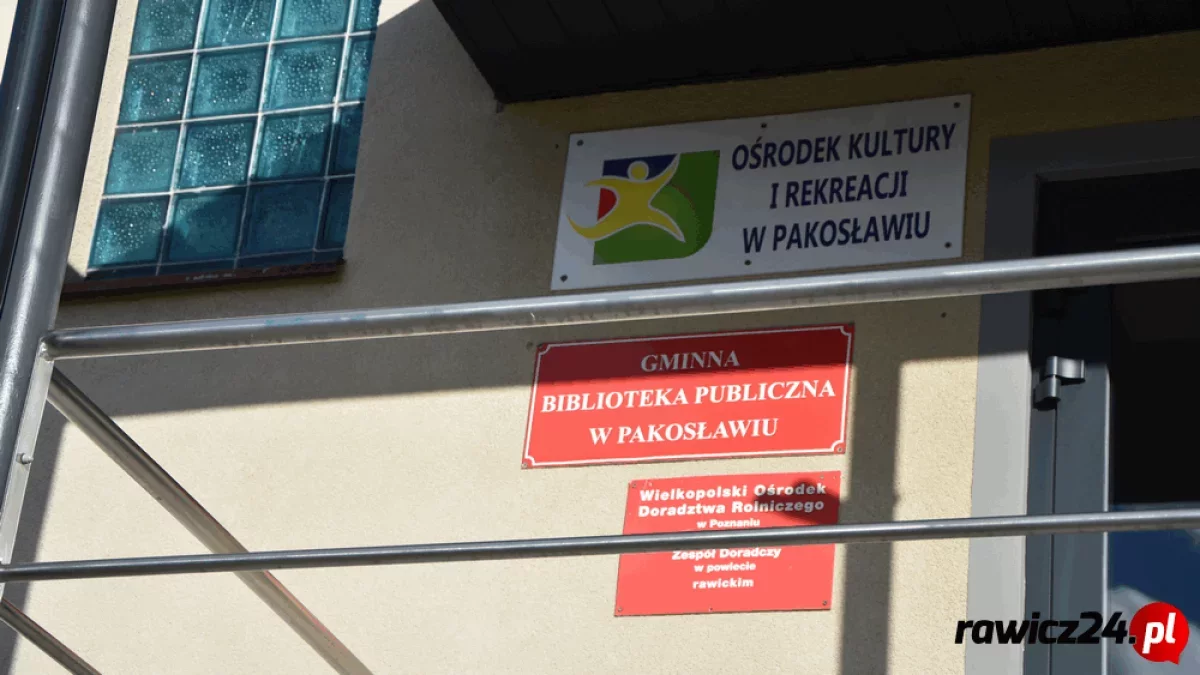 OŚRODEK KULTURY
I REKREACJI
W PAKOSŁAWIU
GMINNA
BIBLIOTEKA PUBLICZNA
W PAKOSŁAWIU
Wielkopolski Ośrodek
Doradztwa Rolniczego
w Poznaniu
Zespół Doradczy
w powiecie
rawickim
rawicz24.pl